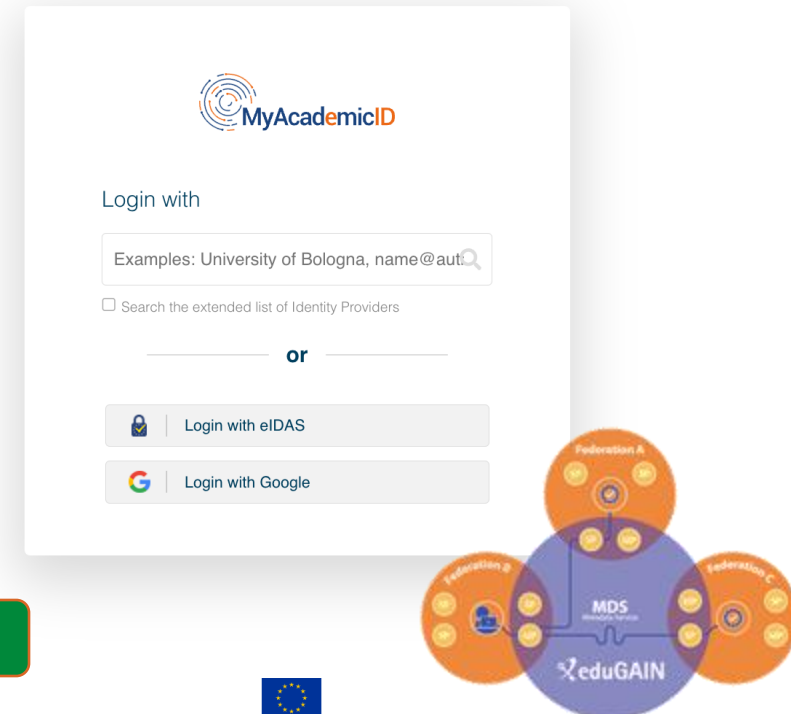 MyAcademicID
Login with
Examples: University of Bologna, name@aut
Search the extended list of Identity Providers
or
Login with eIDAS
Login with Google
Federation A
Federation C
MDS
Metadata Service
eduGAIN